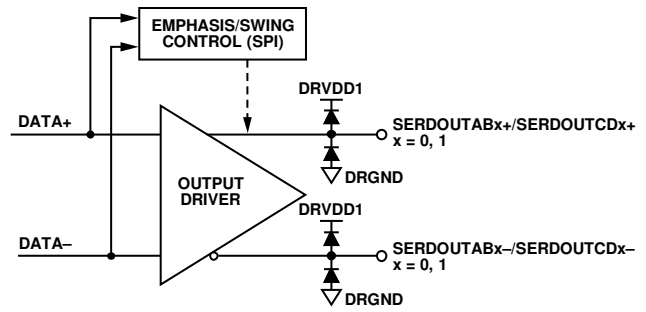 EMPHASIS/SWING
CONTROL (SPI)
DRVDD1
DATA+
SERDOUTABx+/SERDOUTCDx+
x = 0, 1
DRGND
OUTPUT
DRIVER
DRVDD1
DATA–
SERDOUTABx–/SERDOUTCDx–
x = 0, 1
DRGND